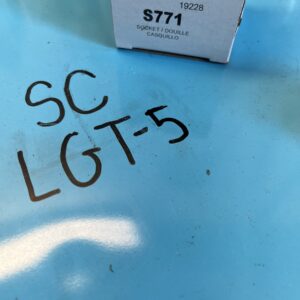 19228
S771
SOCKET / DOUILLE
CASQUILLO
SC
LGT-5